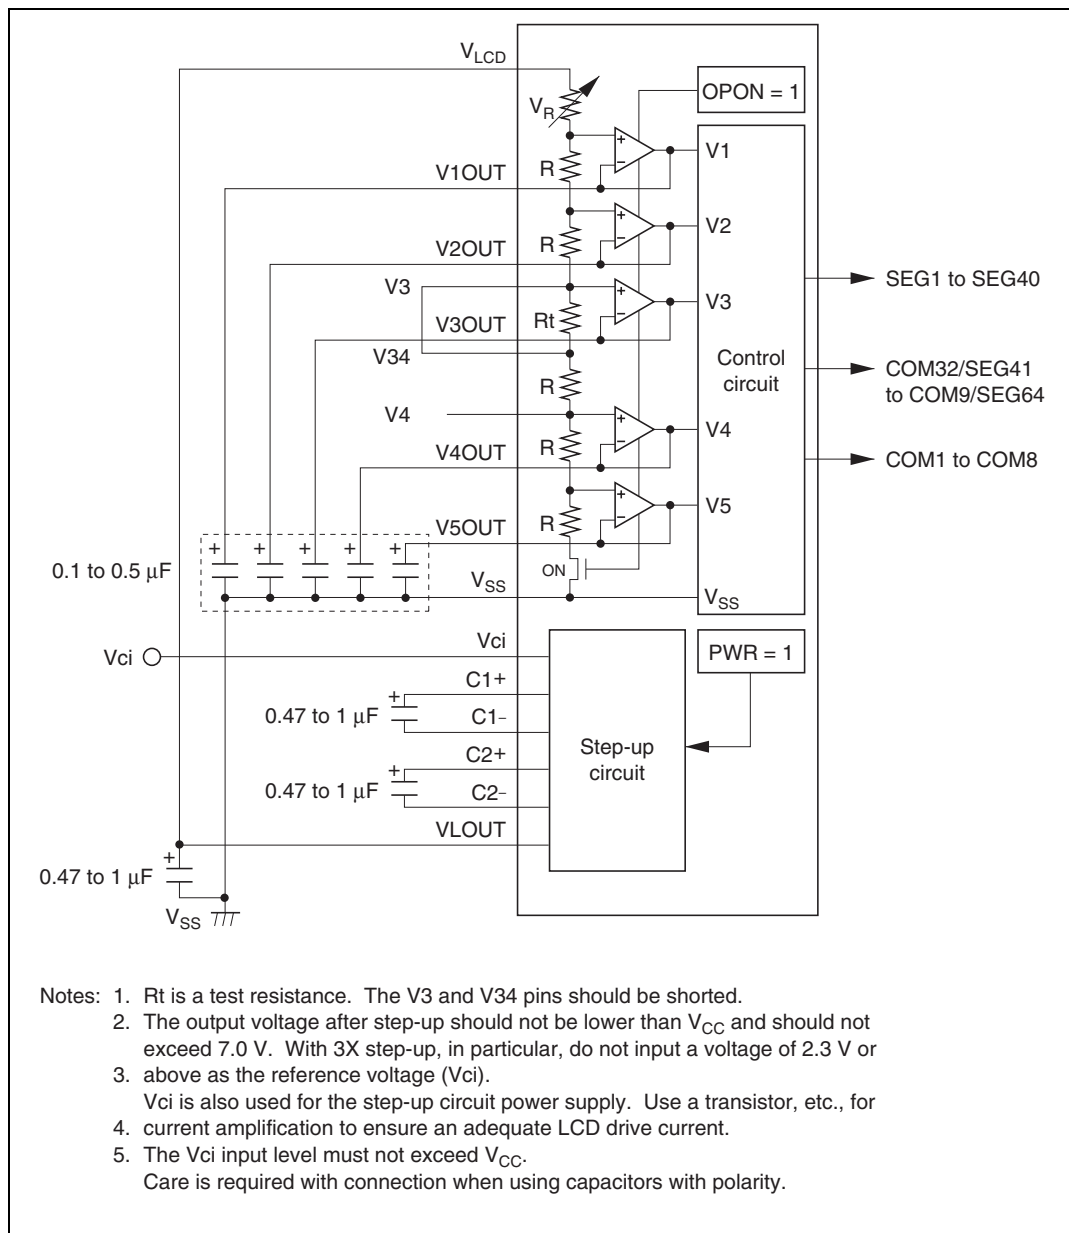 VLCD
OPON = 1
VR
+
−
V1
R
V1OUT
+
−
V2
R
V2OUT
V3
+
−
V3
Rt
V3OUT
V34
SEG1 to SEG40
Control
circuit
COM32/SEG41
to COM9/SEG64
R
V4
+
−
V4
R
V4OUT
COM1 to COM8
+
−
V5
R
V5OUT
+ + + + +
0.1 to 0.5 µF
ON
VSS
VSS
Vci
Vci
PWR = 1
C1+
+
0.47 to 1 µF
C1−
Step-up
circuit
C2+
+
0.47 to 1 µF
C2−
VLOUT
+
0.47 to 1 µF
VSS
Notes: 1. Rt is a test resistance. The V3 and V34 pins should be shorted.
2. The output voltage after step-up should not be lower than VCC and should not
exceed 7.0 V. With 3X step-up, in particular, do not input a voltage of 2.3 V or
3. above as the reference voltage (Vci).
Vci is also used for the step-up circuit power supply. Use a transistor, etc., for
4. current amplification to ensure an adequate LCD drive current.
5. The Vci input level must not exceed VCC.
Care is required with connection when using capacitors with polarity.